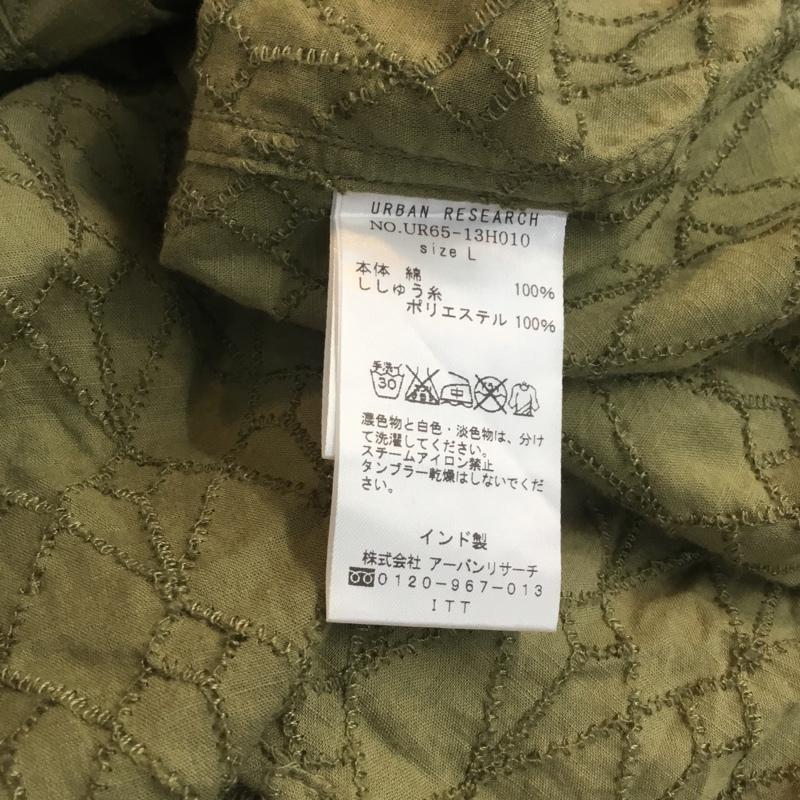 URBAN RESEARCH
NO.UR65-13H010
size L
本体 綿 100%
ししゅう糸
ポリエステル 100%
手洗イ
30
中
濃色物と白色・淡色物は、分け
て洗濯してください。
スチームアイロン禁止
タンブラー乾燥はしないでくだ
さい。
インド製
株式会社 アーバンリサーチ
0120-967-013
ITT